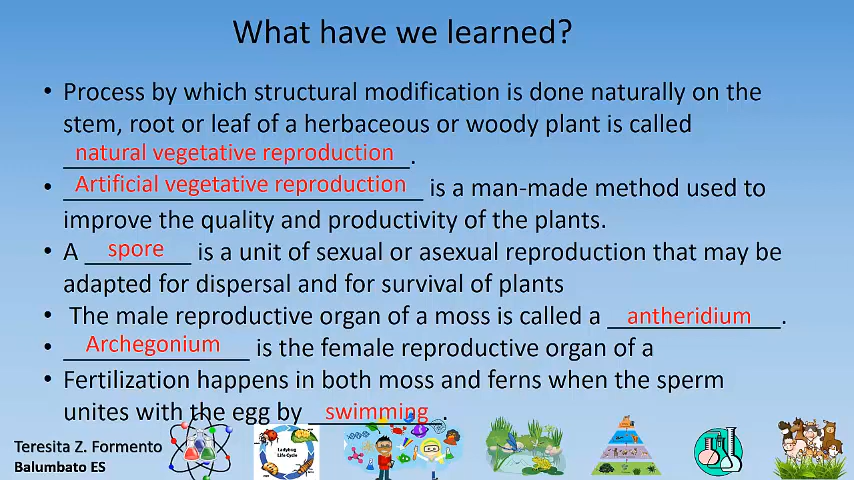 What have we learned?
• Process by which structural modification is done naturally on the
stem, root or leaf of a herbaceous or woody plant is called
natural vegetative reproduction.
• Artificial vegetative reproduction is a man-made method used to
improve the quality and productivity of the plants.
• A spore is a unit of sexual or asexual reproduction that may be
adapted for dispersal and for survival of plants
• The male reproductive organ of a moss is called a antheridium.
• Archegonium is the female reproductive organ of a
• Fertilization happens in both moss and ferns when the sperm
unites with the egg by swimming.
Teresita Z. Formento
Balumbato ES
Ladybug
Life Cycle